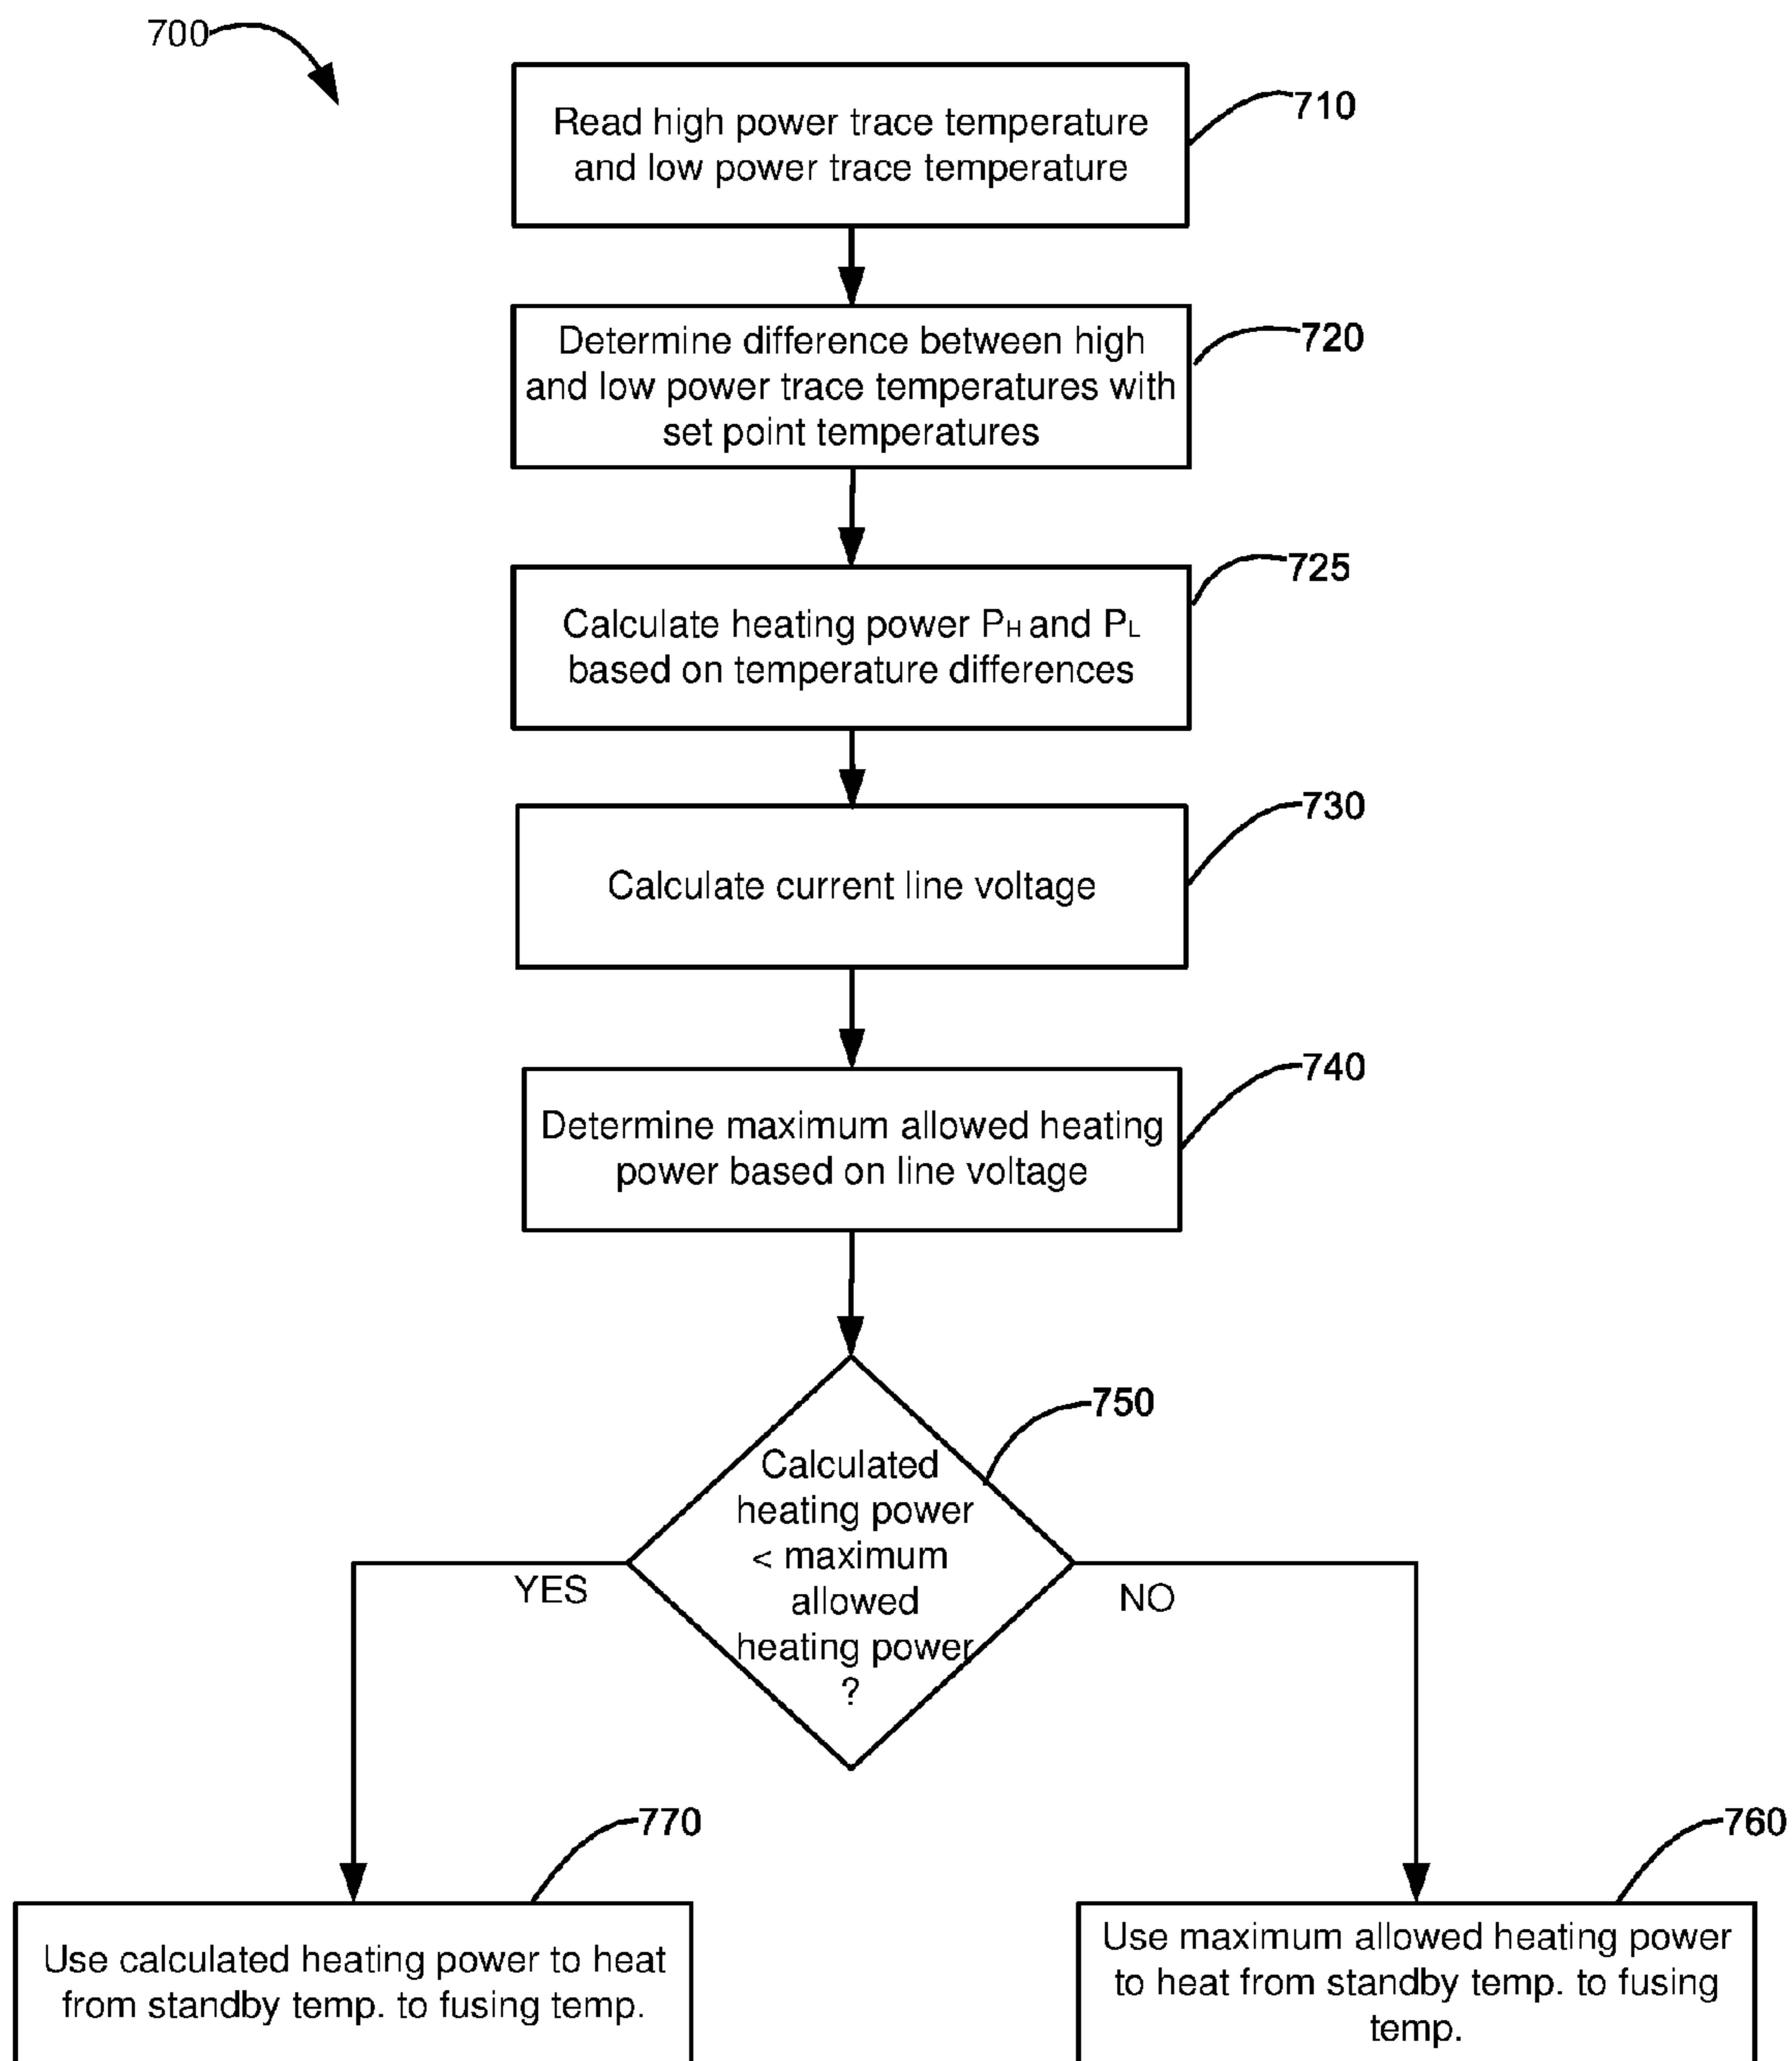 700
Read high power trace temperature
and low power trace temperature
710
Determine difference between high
and low power trace temperatures with
set point temperatures
720
Calculate heating power PH and PL
based on temperature differences
725
Calculate current line voltage
730
Determine maximum allowed heating
power based on line voltage
740
Calculated
heating power
< maximum
allowed
heating power
?
750
YES
NO
Use calculated heating power to heat
from standby temp. to fusing temp.
770
Use maximum allowed heating power
to heat from standby temp. to fusing
temp.
760